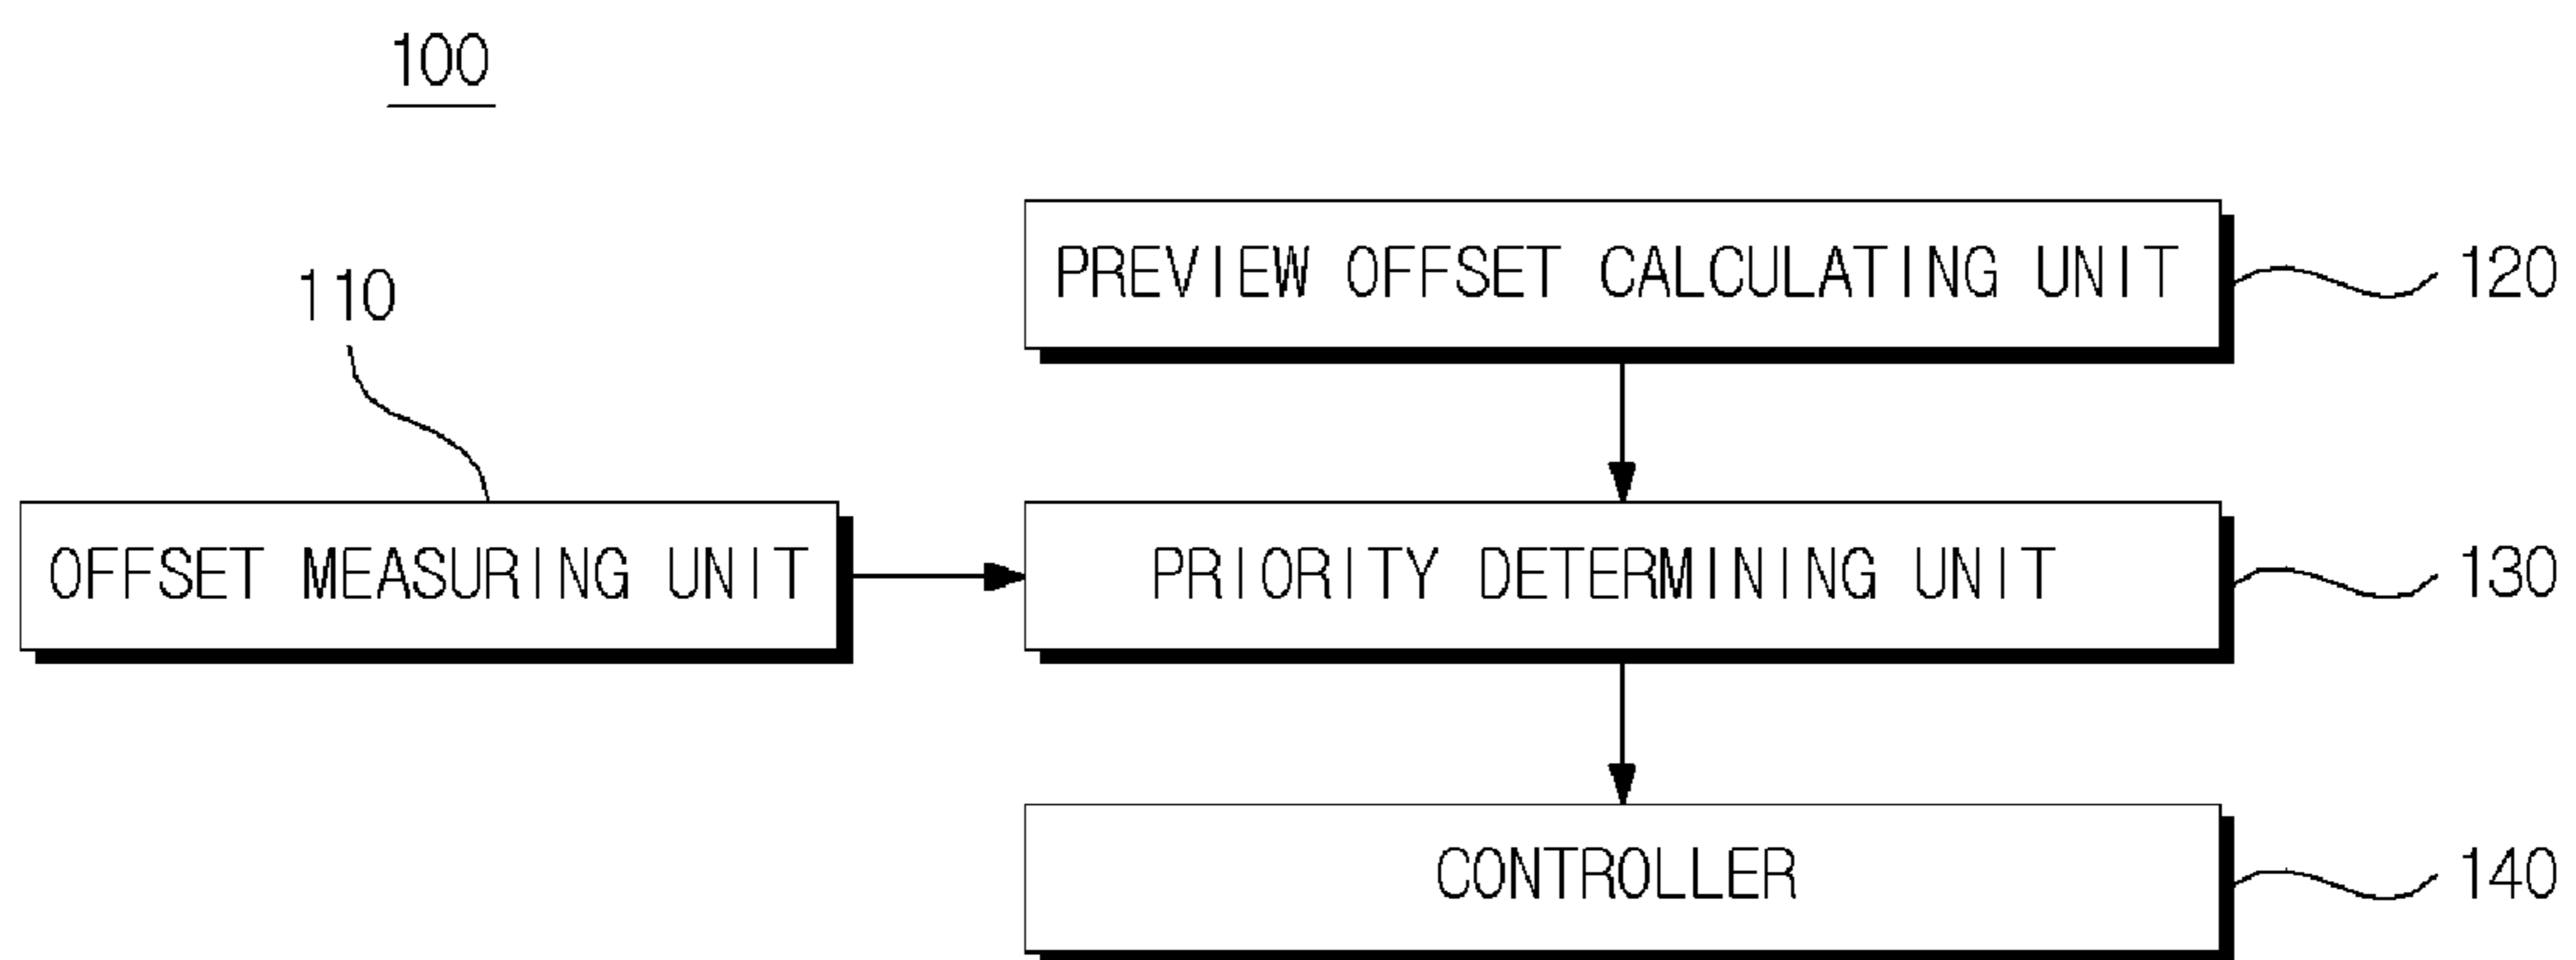 100
PREVIEW OFFSET CALCULATING UNIT
120
110
OFFSET MEASURING UNIT
PRIORITY DETERMINING UNIT
130
CONTROLLER
140